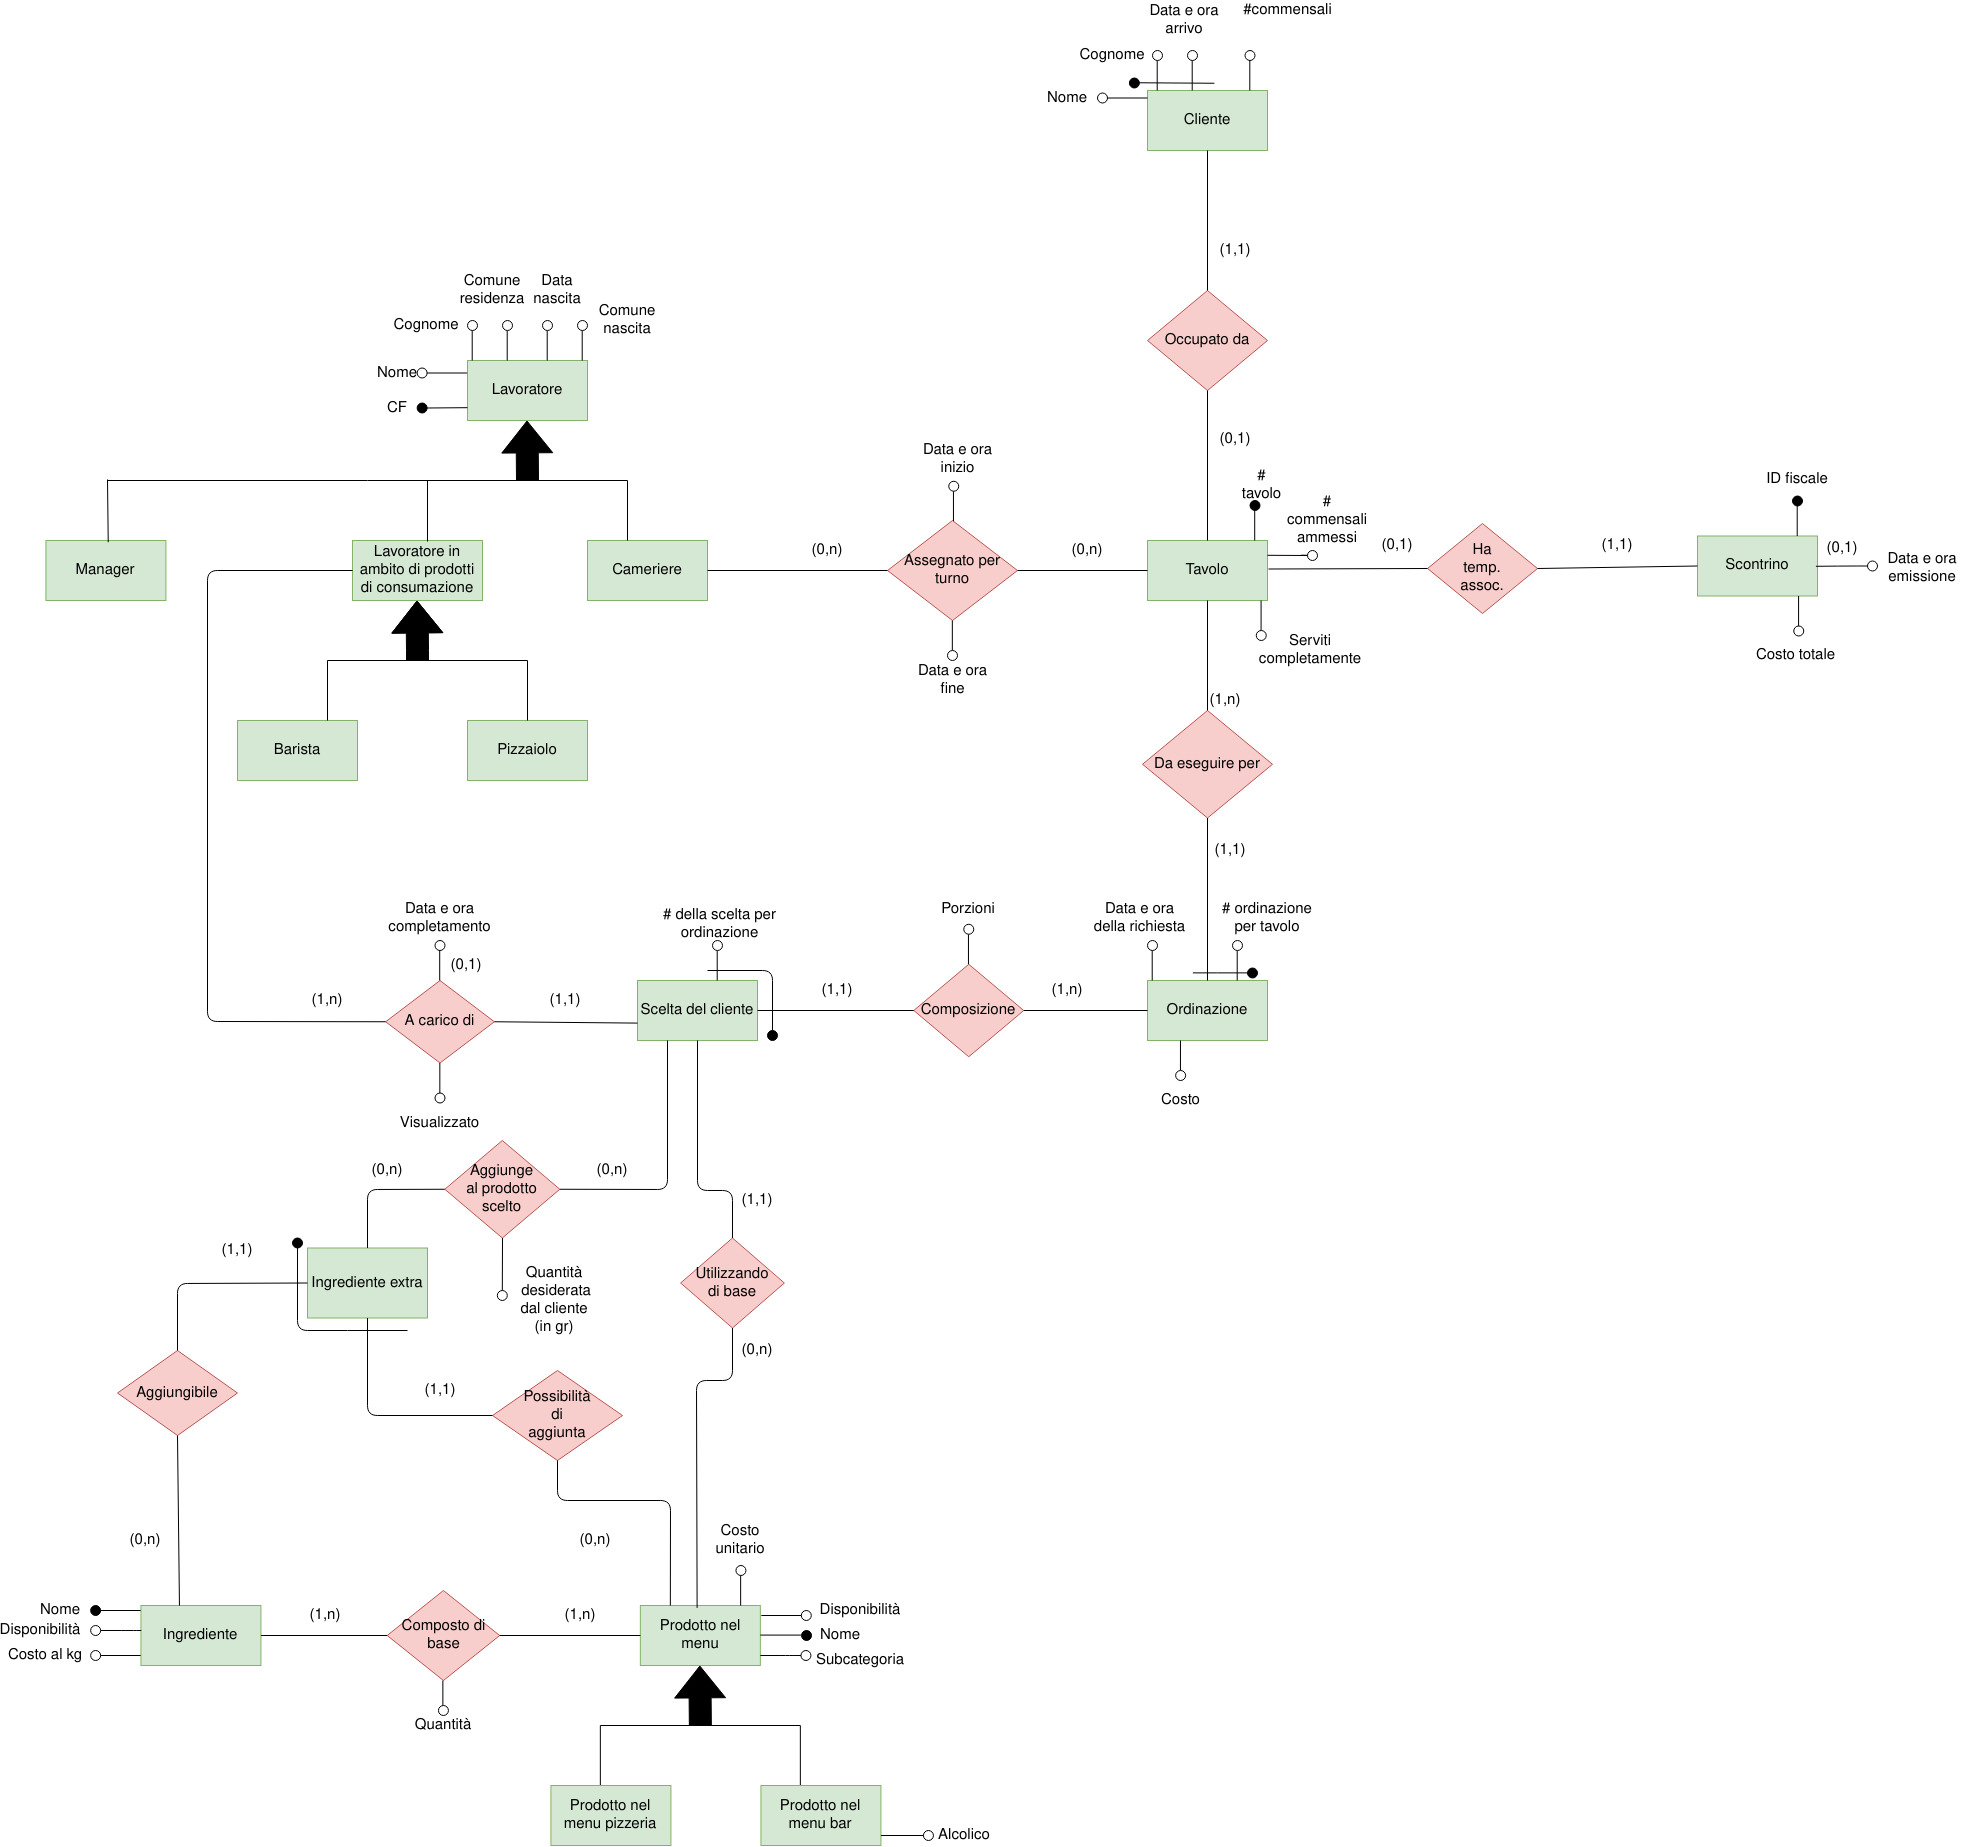 Data e ora
arrivo
#commensali
Cognome
Nome
Cliente
(1,1)
Occupato da
(0,1)
Comune
residenza
Data
nascita
Comune
nascita
Cognome
Nome
CF
Lavoratore
Manager
Lavoratore in
ambito di prodotti
di consumazione
Cameriere
Barista
Pizzaiolo
(0,n)
Data e ora
inizio
Assegnato per
turno
Data e ora
fine
(0,n)
#
tavolo
#
commensali
ammessi
Tavolo
Serviti
completamente
(0,1)
Ha
temp.
assoc.
(1,1)
ID fiscale
Scontrino
(0,1)
Data e ora
emissione
Costo totale
(1,n)
Da eseguire per
(1,1)
Data e ora
completamento
(0,1)
(1,n)
A carico di
(1,1)
Visualizzato
# della scelta per
ordinazione
Scelta del cliente
(1,1)
Porzioni
Composizione
(1,n)
Data e ora
della richiesta
# ordinazione
per tavolo
Ordinazione
Costo
(0,n)
Aggiunge
al prodotto
scelto
(0,n)
Quantità
desiderata
dal cliente
(in gr)
(1,1)
Utilizzando
di base
(0,n)
(1,1)
Ingrediente extra
Aggiungibile
(1,1)
Possibilità
di
aggiunta
(0,n)
(0,n)
Costo
unitario
Nome
Disponibilità
Costo al kg
Ingrediente
(1,n)
Composto di
base
Quantità
(1,n)
Prodotto nel
menu
Disponibilità
Nome
Subcategoria
Prodotto nel
menu pizzeria
Prodotto nel
menu bar
Alcolico